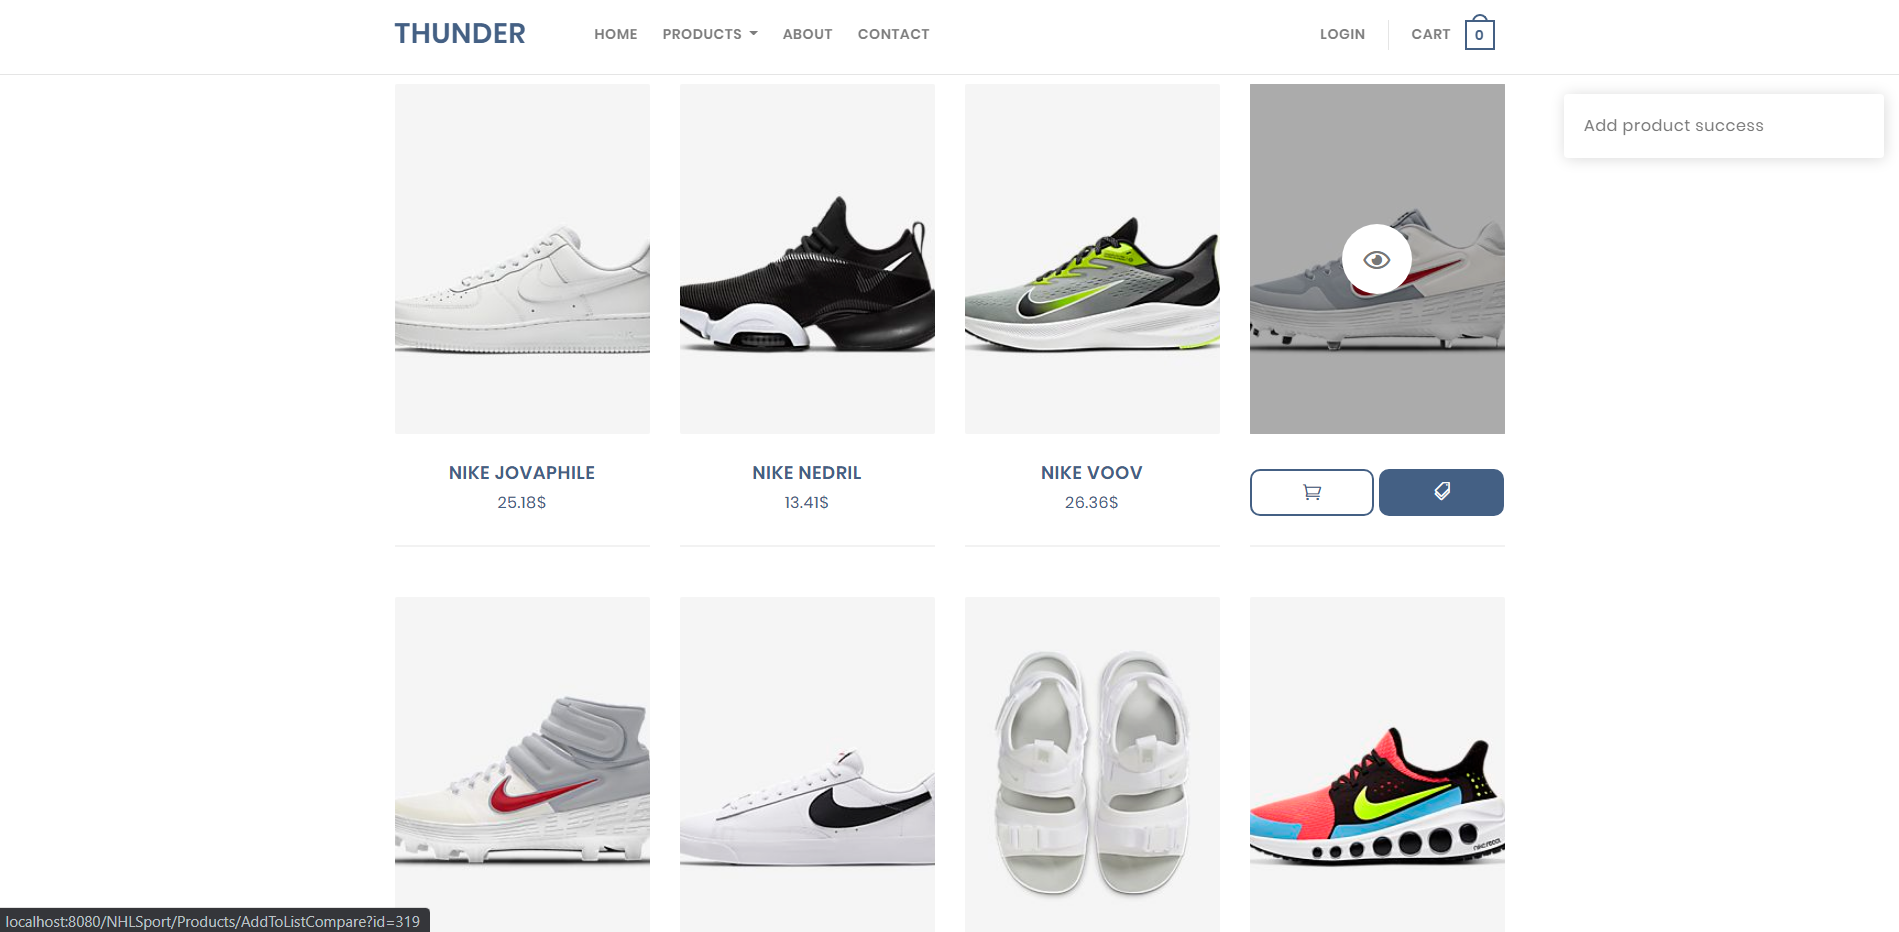 THUNDER
HOME
PRODUCTS
ABOUT
CONTACT
LOGIN
CART
0
Add product success
NIKE JOVAPHILE
25.18$
NIKE NEDRIL
13.41$
NIKE VOOV
26.36$
localhost:8080/NHLSport/Products/AddToListCompare?id=319